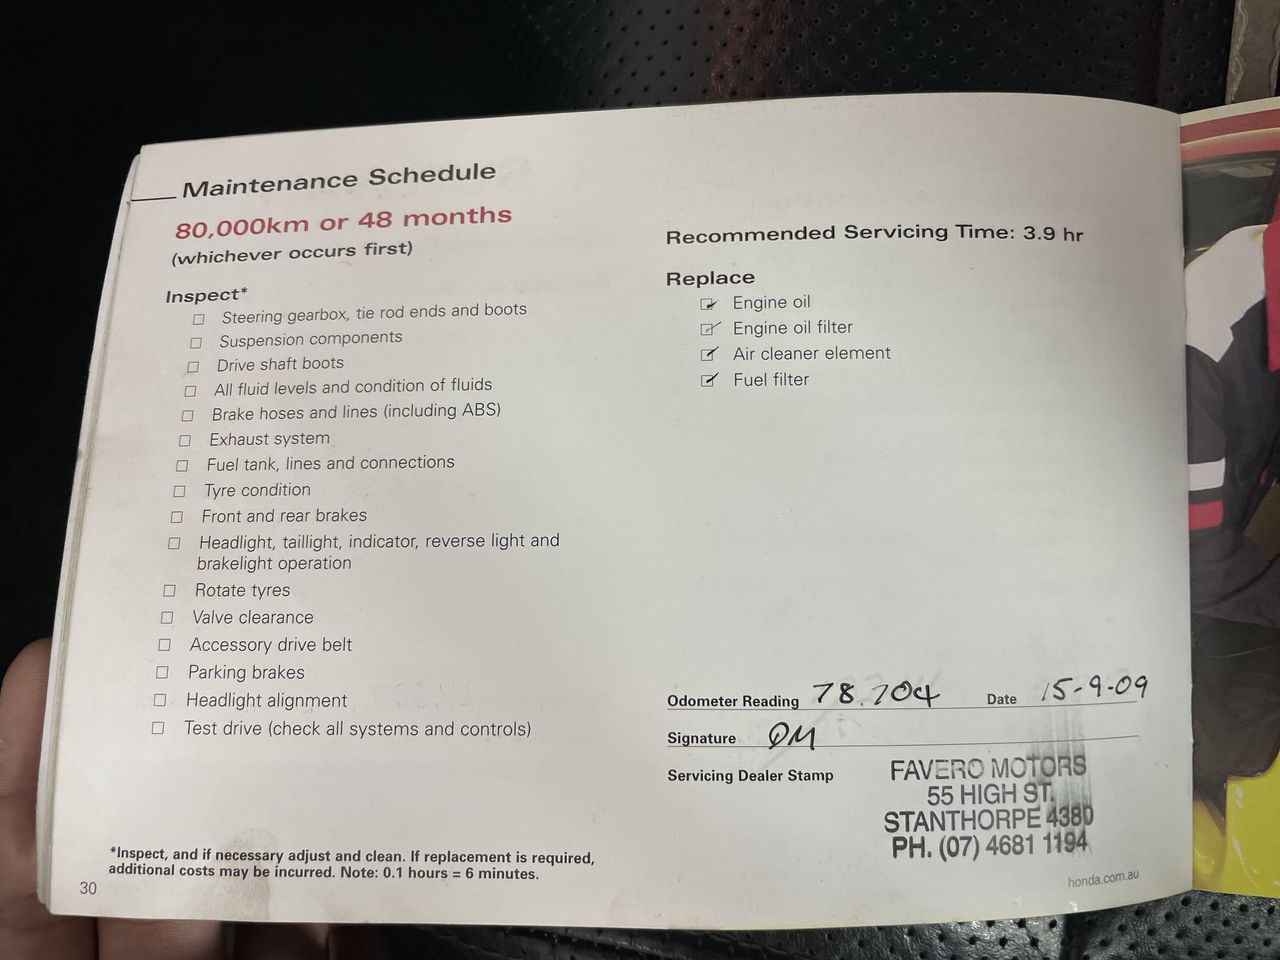 Maintenance Schedule
80,000km or 48 months
(whichever occurs first)
Inspect*
Steering gearbox, tie rod ends and boots
Suspension components
Drive shaft boots
All fluid levels and condition of fluids
Brake hoses and lines (including ABS)
Exhaust system
Fuel tank, lines and connections
Tyre condition
Front and rear brakes
Headlight, taillight, indicator, reverse light and
brakelight operation
Rotate tyres
Valve clearance
Accessory drive belt
Parking brakes
Headlight alignment
Test drive (check all systems and controls)
*Inspect, and if necessary adjust and clean. If replacement is required,
additional costs may be incurred. Note: 0.1 hours = 6 minutes.
30
Recommended Servicing Time: 3.9 hr
Replace
Engine oil
Engine oil filter
Air cleaner element
Fuel filter
Odometer Reading 78.704 Date 15-9-09
Signature
Servicing Dealer Stamp
FAVERO MOTORS
55 HIGH ST.
STANTHORPE 4380
PH. (07) 4681 1194
honda.com.au